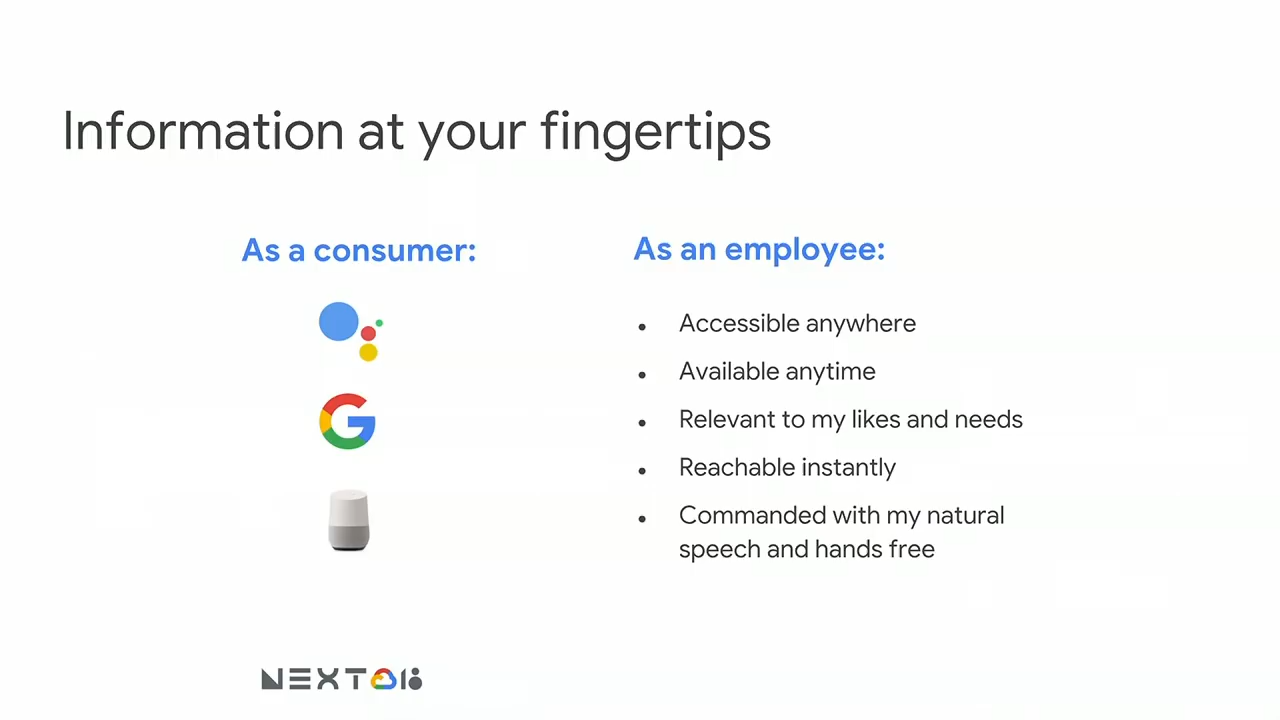 Information at your fingertips
As a consumer:
As an employee:
• Accessible anywhere
• Available anytime
• Relevant to my likes and needs
• Reachable instantly
• Commanded with my natural
speech and hands free
G
NEXT 18